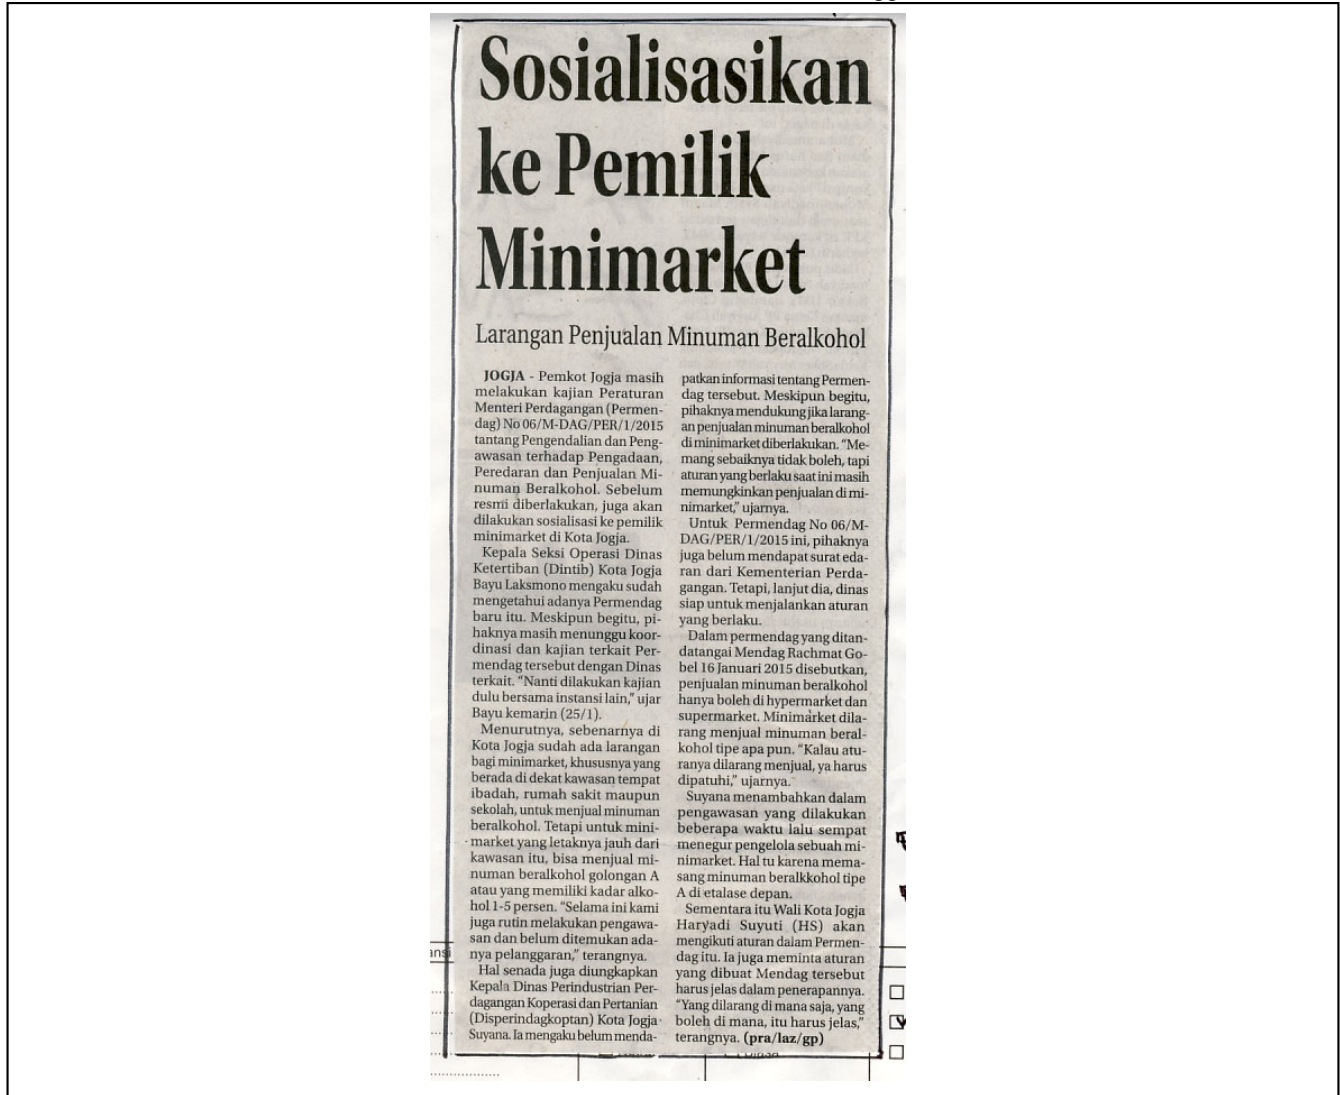 Sosialisasikan
ke Pemilik
Minimarket
Larangan Penjualan Minuman Beralkohol
JOGJA - Pemkot Jogja masih
melakukan kajian Peraturan
Menteri Perdagangan (Permen-
dag) No 06/M-DAG/PER/1/2015
tantang Pengendalian dan Peng-
awasan terhadap Pengadaan,
Peredaran dan Penjualan Mi-
numan Beralkohol. Sebelum
resmi diberlakukan, juga akan
dilakukan sosialisasi ke pemilik
minimarket di Kota Jogja.
Kepala Seksi Operasi Dinas
Ketertiban (Dintib) Kota Jogja
Bayu Laksmono mengaku sudah
mengetahui adanya Permendag
baru itu. Meskipun begitu, pi-
haknya masih menunggu koor-
dinasi dan kajian terkait Per-
mendag tersebut dengan Dinas
terkait. “Nanti dilakukan kajian
dulu bersama instansi lain,” ujar
Bayu kemarin (25/1).
Menurutnya, sebenarnya di
Kota Jogja sudah ada larangan
bagi minimarket, khususnya yang
berada di dekat kawasan tempat
ibadah, rumah sakit maupun
sekolah, untuk menjual minuman
beralkohol. Tetapi untuk mini-
market yang letaknya jauh dari
kawasan itu, bisa menjual mi-
numan beralkohol golongan A
atau yang memiliki kadar alko-
hol 1-5 persen. “Selama ini kami
juga rutin melakukan pengawa-
san dan belum ditemukan ada-
nya pelanggaran,” terangnya.
Hal senada juga diungkapkan
Kepala Dinas Perindustrian Per-
dagangan Koperasi dan Pertanian
(Disperindagkoptan) Kota Jogja
Suyana. Ia mengaku belum menda-
patkan informasi tentang Permen-
dag tersebut. Meskipun begitu,
pihaknya mendukung jika larang-
an penjualan minuman beralkohol
di minimarket diberlakukan. “Me-
mang sebaiknya tidak boleh, tapi
aturan yang berlaku saat ini masih
memungkinkan penjualan di mi-
nimarket,” ujarnya.
Untuk Permendag No 06/M-
DAG/PER/1/2015 ini, pihaknya
juga belum mendapat surat eda-
ran dari Kementerian Perda-
gangan. Tetapi, lanjut dia, dinas
siap untuk menjalankan aturan
yang berlaku.
Dalam permendag yang ditan-
datangai Mendag Rachmat Go-
bel 16 Januari 2015 disebutkan,
penjualan minuman beralkohol
hanya boleh di hypermarket dan
supermarket. Minimarket dila-
rang menjual minuman beral-
kohol tipe apa pun. “Kalau atu-
ranya dilarang menjual, ya harus
dipatuhi,” ujarnya.
Suyana menambahkan dalam
pengawasan yang dilakukan
beberapa waktu lalu sempat
menegur pengelola sebuah mi-
nimarket. Hal tu karena mema-
sang minuman beralkkohol tipe
A di etalase depan.
Sementara itu Wali Kota Jogja
Haryadi Suyuti (HS) akan
mengikuti aturan dalam Permen-
dag itu. Ia juga meminta aturan
yang dibuat Mendag tersebut
harus jelas dalam penerapannya.
“Yang dilarang di mana saja, yang
boleh di mana, itu harus jelas,”
terangnya. (pra/laz/gp)
ansi